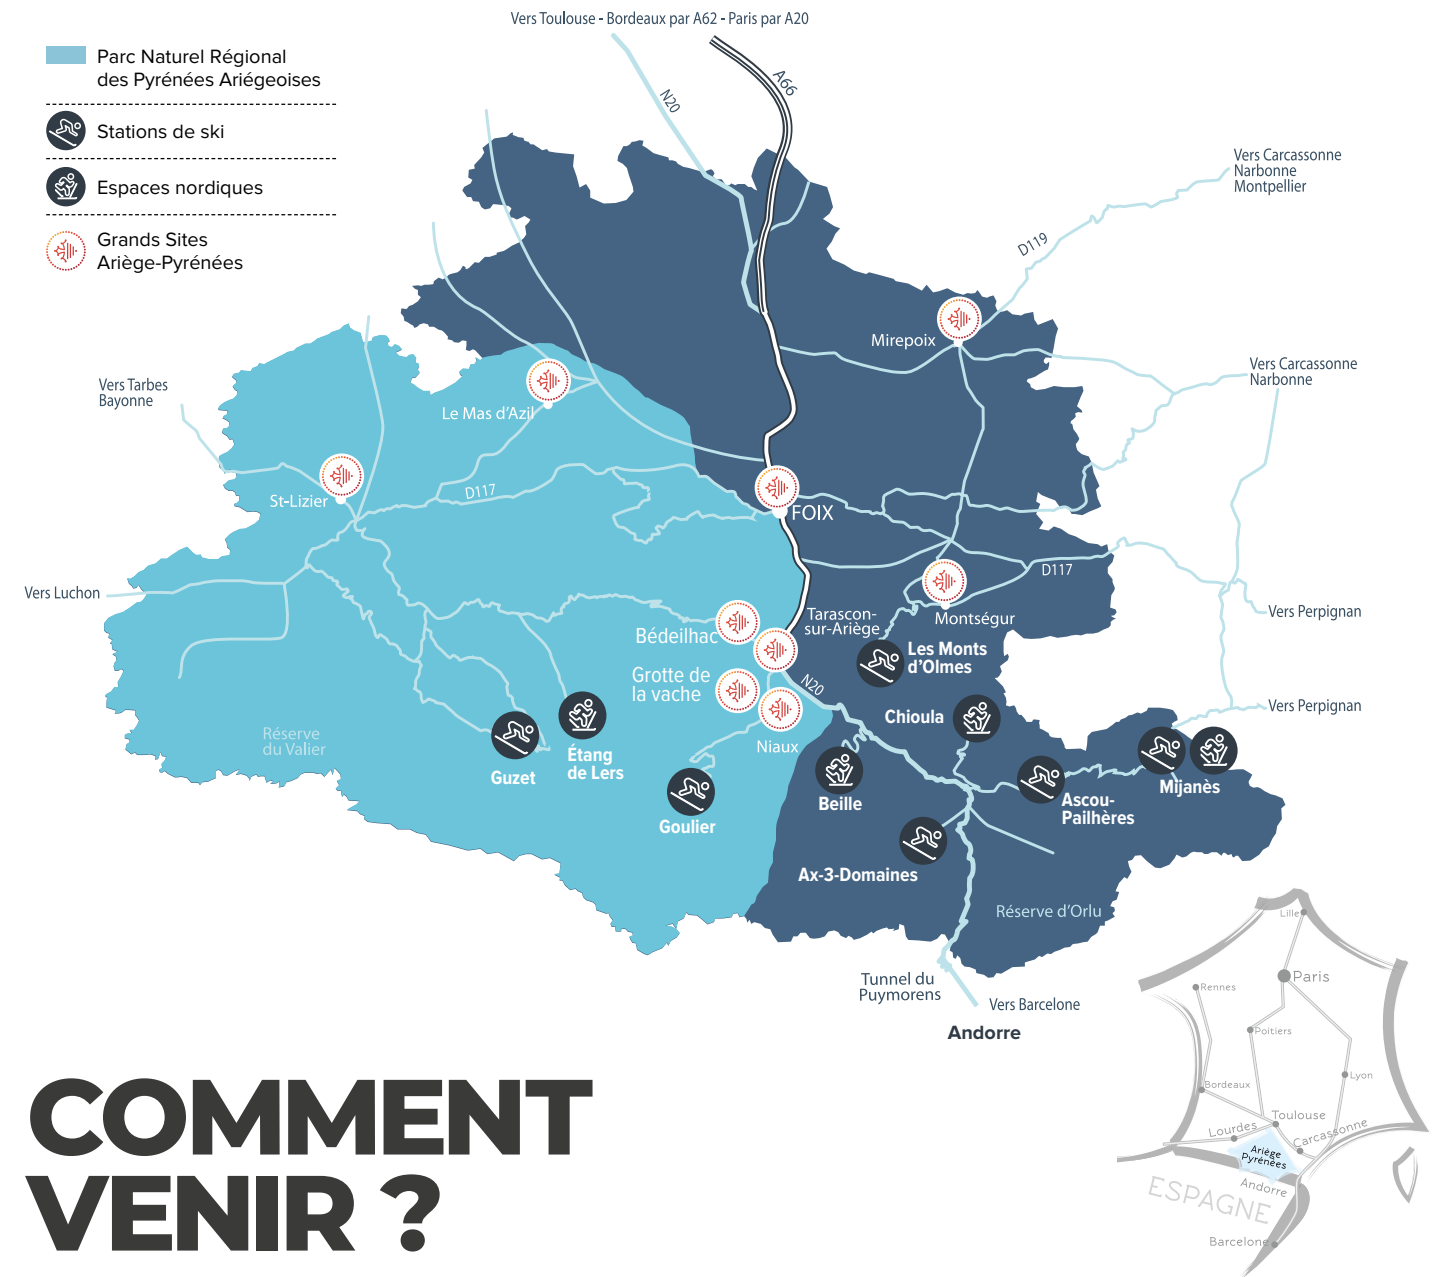 Vers Toulouse - Bordeaux par A62 - Paris par A20
Parc Naturel Régional
des Pyrénées Ariégeoises
Stations de ski
Espaces nordiques
Grands Sites
Ariège-Pyrénées
A66
N20
Vers Carcassonne
Narbonne
Montpellier
D119
Mirepoix
Vers Carcassonne
Narbonne
Vers Tarbes
Bayonne
Le Mas d'Azil
St-Lizier
D117
FOIX
D117
Vers Luchon
Tarascon-
sur-Ariège
Montségur
Vers Perpignan
Bédeilhac
Les Monts
d'Olmes
Grotte de
la vache
N20
Chioula
Vers Perpignan
Réserve
du Valier
Niaux
Étang
de Lers
Guzet
Goulier
Beille
Mijanès
Ascou-
Pailhères
Ax-3-Domaines
Réserve d'Orlu
Tunnel du
Puymorens
Vers Barcelone
Andorre
COMMENT
VENIR ?
Lille
Paris
Rennes
Poitiers
Lyon
Bordeaux
Toulouse
Lourdes
Carcassonne
Ariège
Pyrénées
Andorre
ESPAGNE
Barcelone